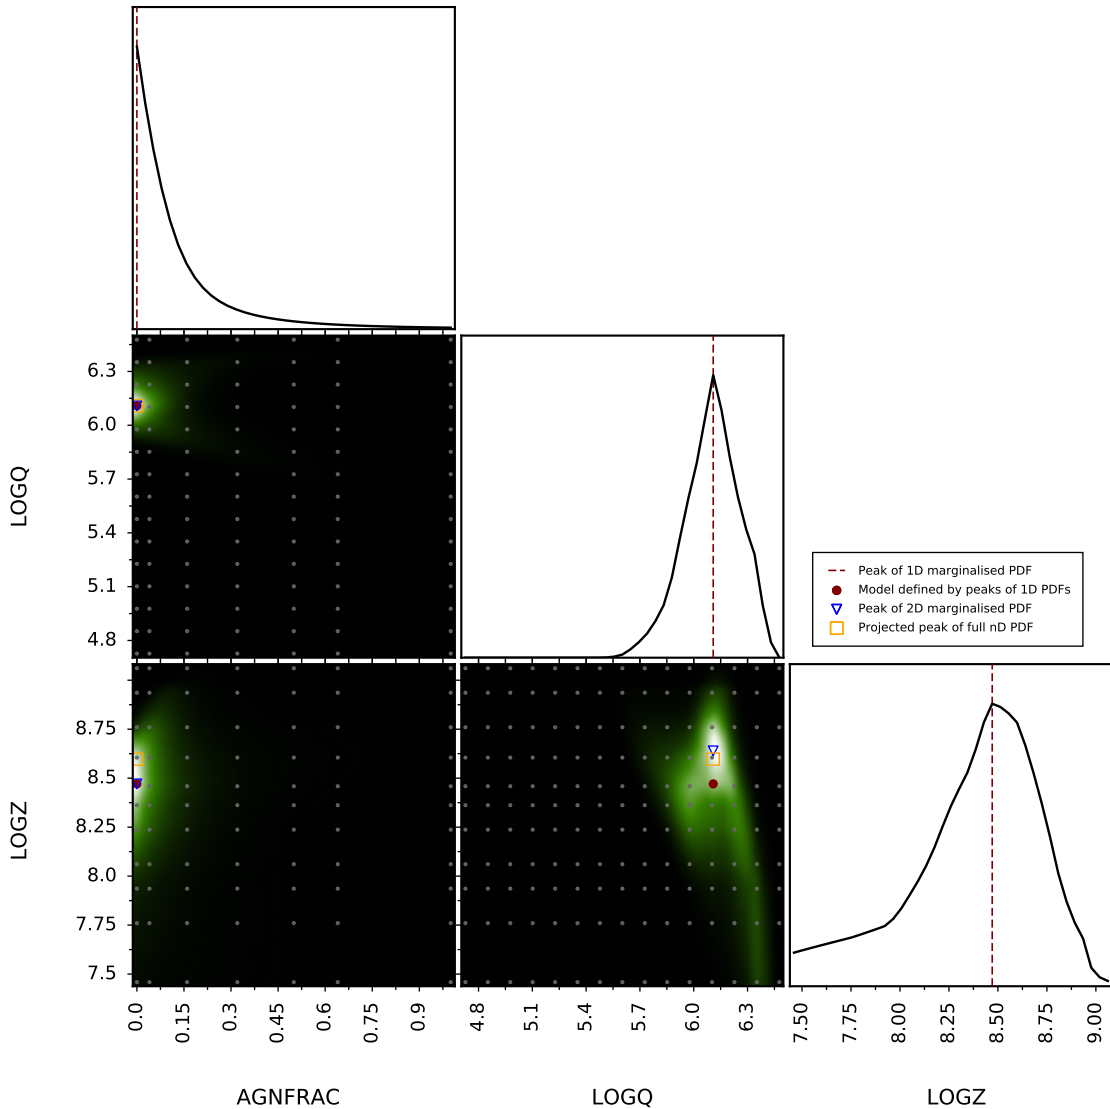 6.3
6.0
5.7
5.4
5.1
4.8
LOGQ
Peak of 1D marginalised PDF
Model defined by peaks of 1D PDFs
Peak of 2D marginalised PDF
Projected peak of full nD PDF
8.75
8.5
8.25
8.0
7.75
7.5
LOGZ
0.0 0.15 0.3 0.45 0.6 0.75 0.9
4.8 5.1 5.4 5.7 6.0 6.3
7.50 7.75 8.00 8.25 8.50 8.75 9.00
AGNFRAC
LOGQ
LOGZ